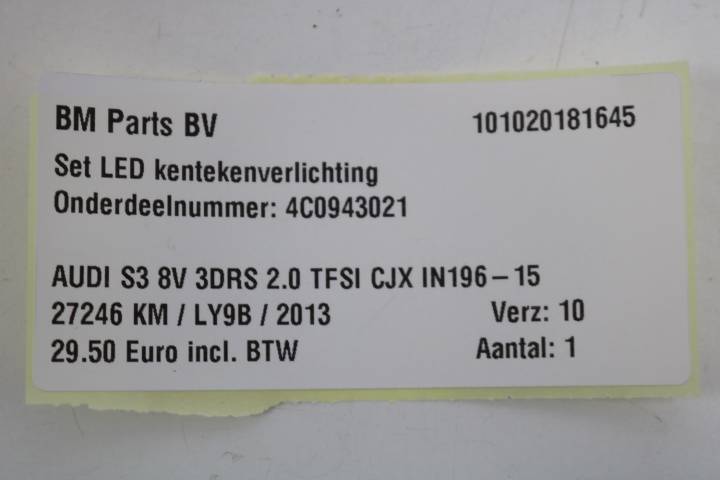 BM Parts BV 101020181645
Set LED kentekenverlichting
Onderdeelnummer: 4C0943021
AUDI S3 8V 3DRS 2.0 TFSI CJX IN196-15
27246 KM / LY9B / 2013 Verz: 10
29.50 Euro incl. BTW Aantal: 1